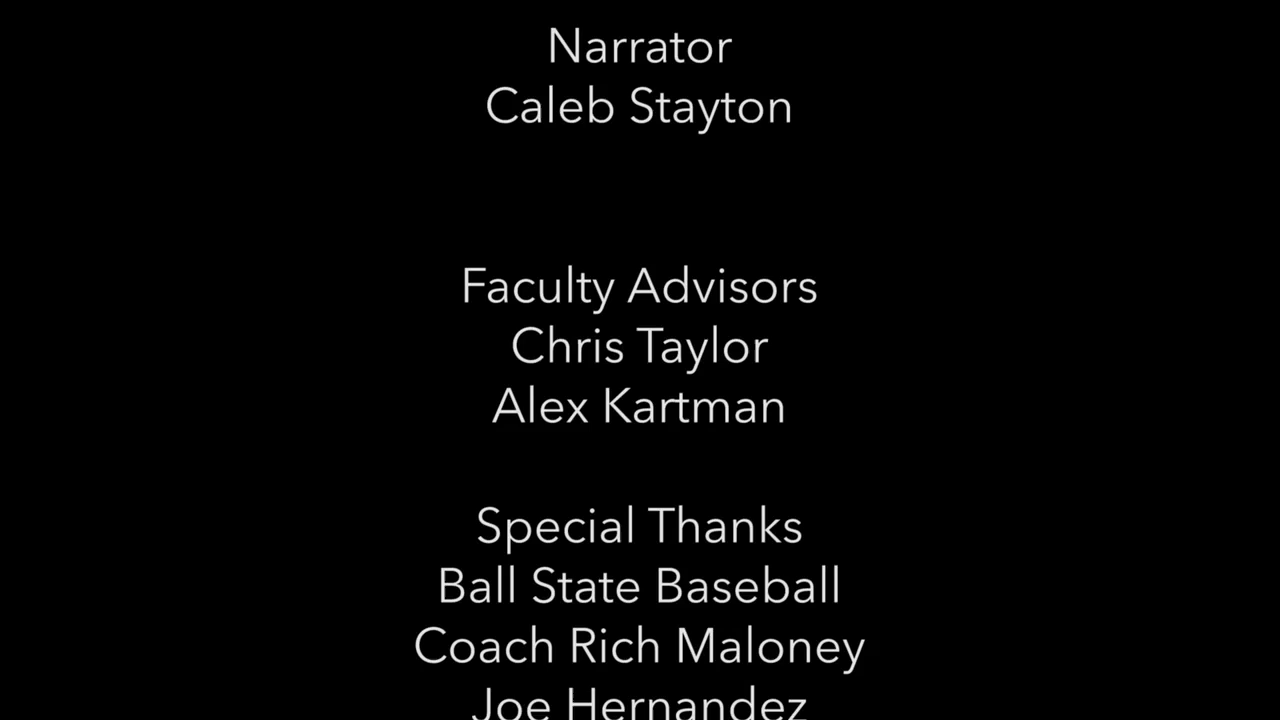 Narrator
Caleb Stayton
Faculty Advisors
Chris Taylor
Alex Kartman
Special Thanks
Ball State Baseball
Coach Rich Maloney
Joe Hernandez